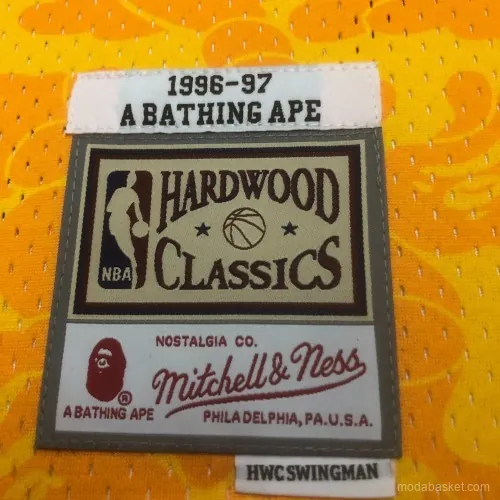 1996-97
A BATHING APE
HARDWOOD
CLASSICS
NBA
NOSTALGIA CO.
Mitchell & Ness
®
A BATHING APE
PHILADELPHIA, PA. U.S.A.
HWC SWINGMAN
modabasket.com